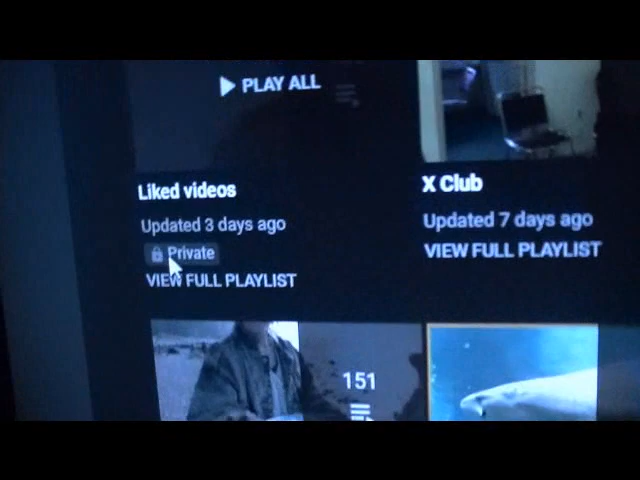 PLAY ALL
Liked videos
Updated 3 days ago
Private
VIEW FULL PLAYLIST
X Club
Updated 7 days ago
VIEW FULL PLAYLIST
151